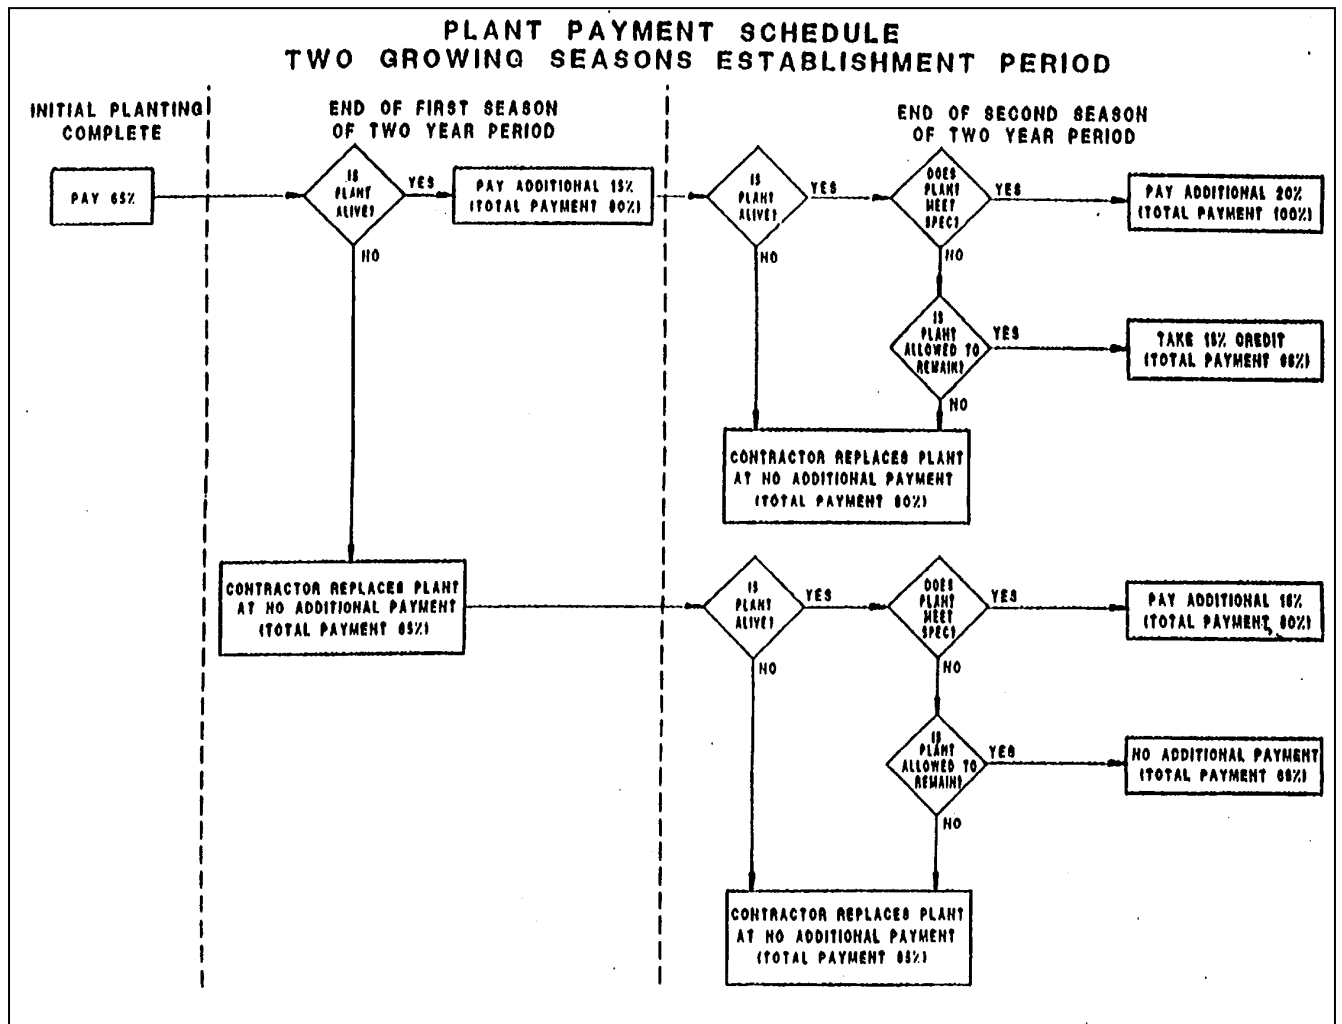 PLANT PAYMENT SCHEDULE
TWO GROWING SEASONS ESTABLISHMENT PERIOD
INITIAL PLANTING
COMPLETE
END OF FIRST SEASON
OF TWO YEAR PERIOD
END OF SECOND SEASON
OF TWO YEAR PERIOD
PAY 65%
IS
PLANT
ALIVE?
YES
NO
PAY ADDITIONAL 15%
(TOTAL PAYMENT 80%)
IS
PLANT
ALIVE?
YES
NO
DOES
PLANT
MEET
SPEC?
YES
NO
PAY ADDITIONAL 20%
(TOTAL PAYMENT 100%)
IS
PLANT
ALLOWED TO
REMAIN?
YES
NO
TAKE 15% CREDIT
(TOTAL PAYMENT 65%)
CONTRACTOR REPLACES PLANT
AT NO ADDITIONAL PAYMENT
(TOTAL PAYMENT 80%)
CONTRACTOR REPLACES PLANT
AT NO ADDITIONAL PAYMENT
(TOTAL PAYMENT 65%)
IS
PLANT
ALIVE?
YES
NO
DOES
PLANT
MEET
SPEC?
YES
NO
PAY ADDITIONAL 15%
(TOTAL PAYMENT 80%)
IS
PLANT
ALLOWED TO
REMAIN?
YES
NO
NO ADDITIONAL PAYMENT
(TOTAL PAYMENT 65%)
CONTRACTOR REPLACES PLANT
AT NO ADDITIONAL PAYMENT
(TOTAL PAYMENT 65%)